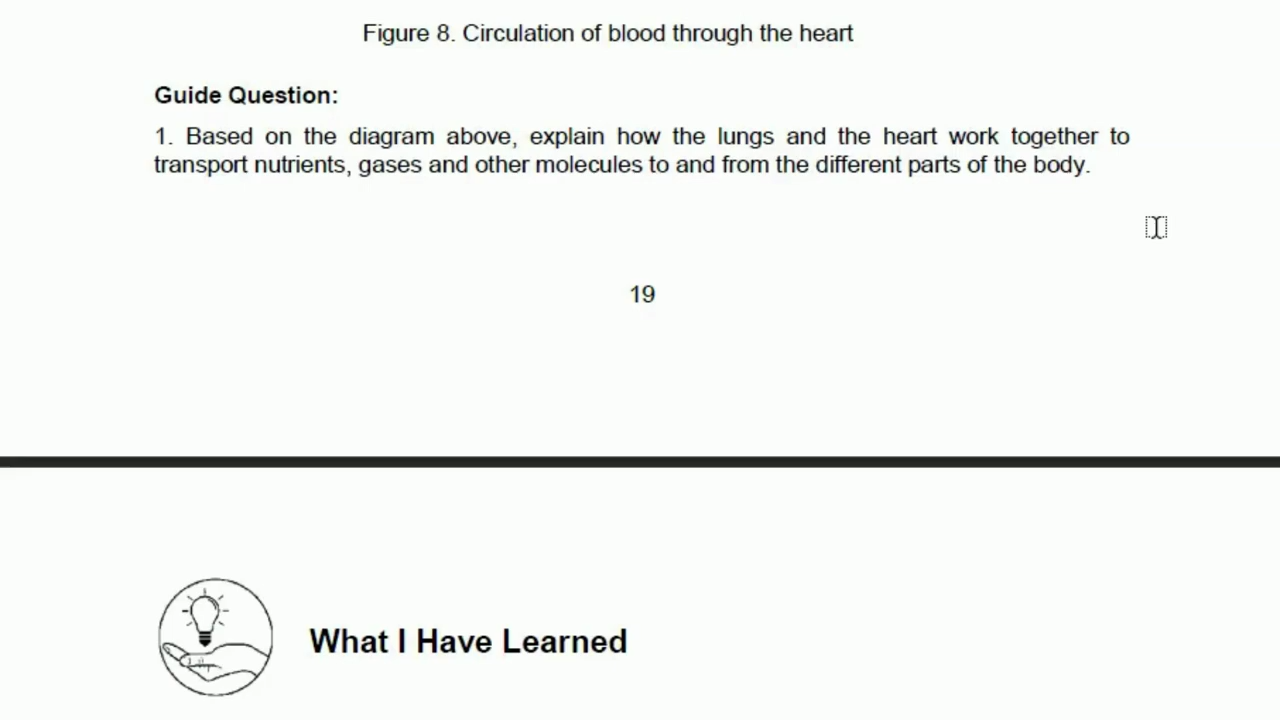 Figure 8. Circulation of blood through the heart
Guide Question:
1. Based on the diagram above, explain how the lungs and the heart work together to
transport nutrients, gases and other molecules to and from the different parts of the body.
19
What I Have Learned